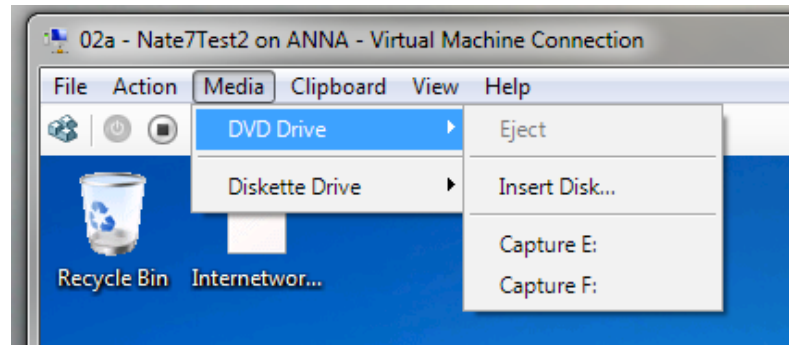 02a - Nate7Test2 on ANNA - Virtual Machine Connection
File Action Media Clipboard View Help
DVD Drive
Eject
Diskette Drive
Insert Disk...
Capture E:
Capture F:
Recycle Bin
Internetwor...